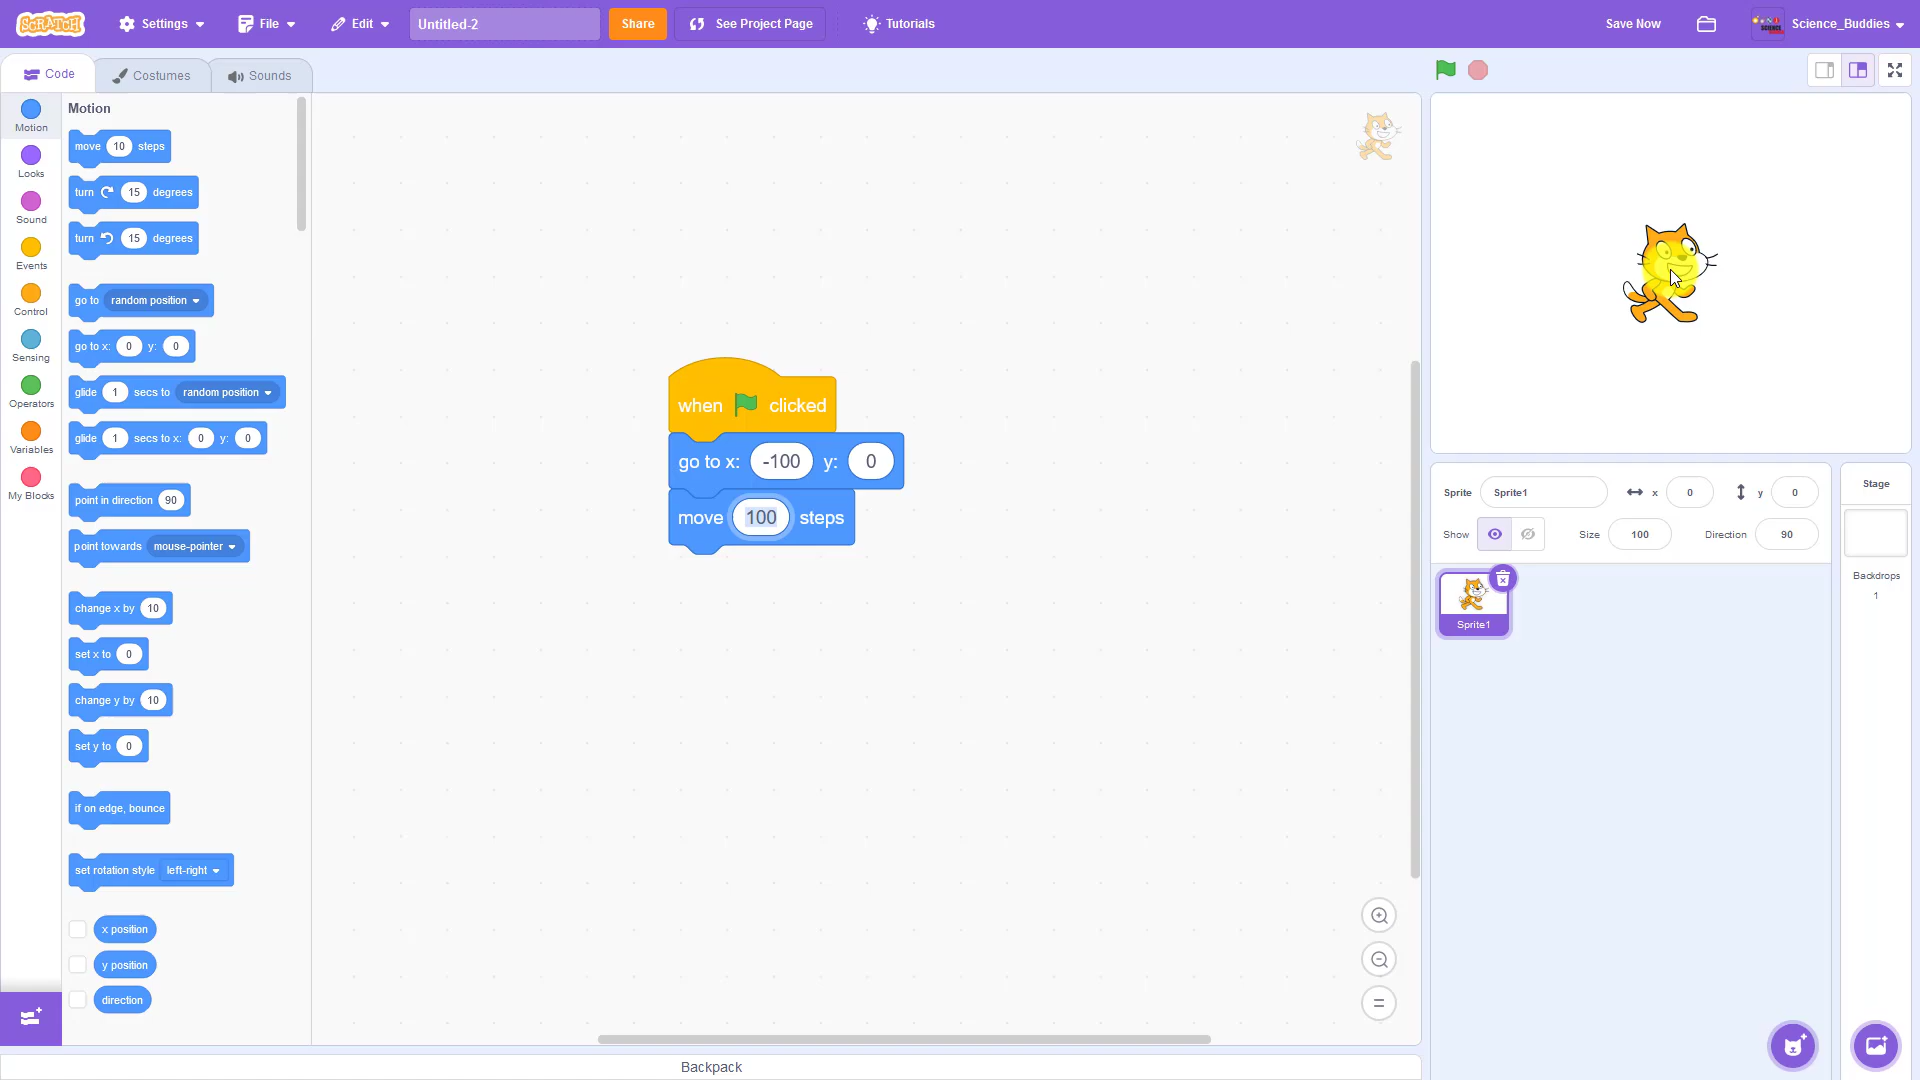 SCRATCH Settings File Edit Untitled-2 Share See Project Page Tutorials Save Now Science_Buddies
Code Costumes Sounds
Motion
Looks
Sound
Events
Control
Sensing
Operators
Variables
My Blocks
Motion
move 10 steps
turn 15 degrees
turn 15 degrees
go to random position
go to x: 0 y: 0
glide 1 secs to random position
glide 1 secs to x: 0 y: 0
point in direction 90
point towards mouse-pointer
change x by 10
set x to 0
change y by 10
set y to 0
if on edge, bounce
set rotation style left-right
x position
y position
direction
when clicked
go to x: -100 y: 0
move 100 steps
Sprite Sprite1 x 0 y 0
Show Size 100 Direction 90
Sprite1
Stage
Backdrops
1
Backpack